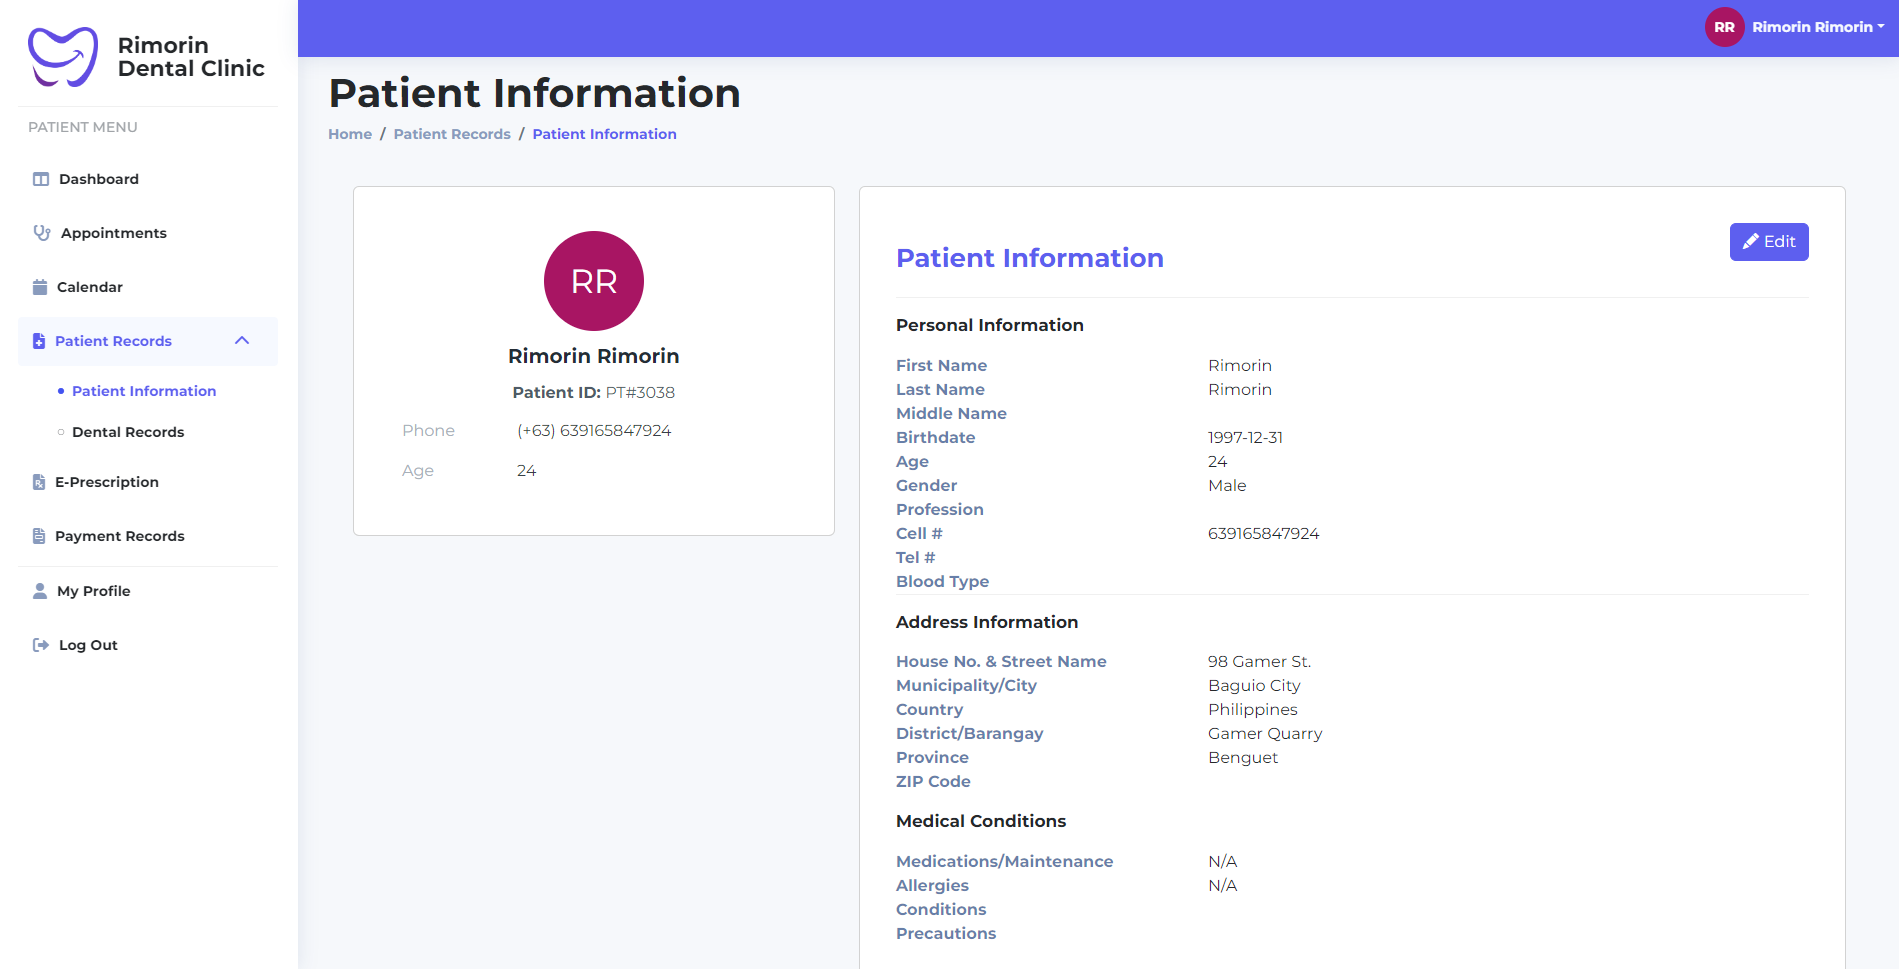 Rimorin
Dental Clinic
PATIENT MENU
Dashboard
Appointments
Calendar
Patient Records
Patient Information
Dental Records
E-Prescription
Payment Records
My Profile
Log Out
RR Rimorin Rimorin
Patient Information
Home / Patient Records / Patient Information
RR
Rimorin Rimorin
Patient ID: PT#3038
Phone (+63) 639165847924
Age 24
Edit
Patient Information
Personal Information
First Name Rimorin
Last Name Rimorin
Middle Name
Birthdate 1997-12-31
Age 24
Gender Male
Profession
Cell # 639165847924
Tel #
Blood Type
Address Information
House No. & Street Name 98 Gamer St.
Municipality/City Baguio City
Country Philippines
District/Barangay Gamer Quarry
Province Benguet
ZIP Code
Medical Conditions
Medications/Maintenance N/A
Allergies N/A
Conditions
Precautions